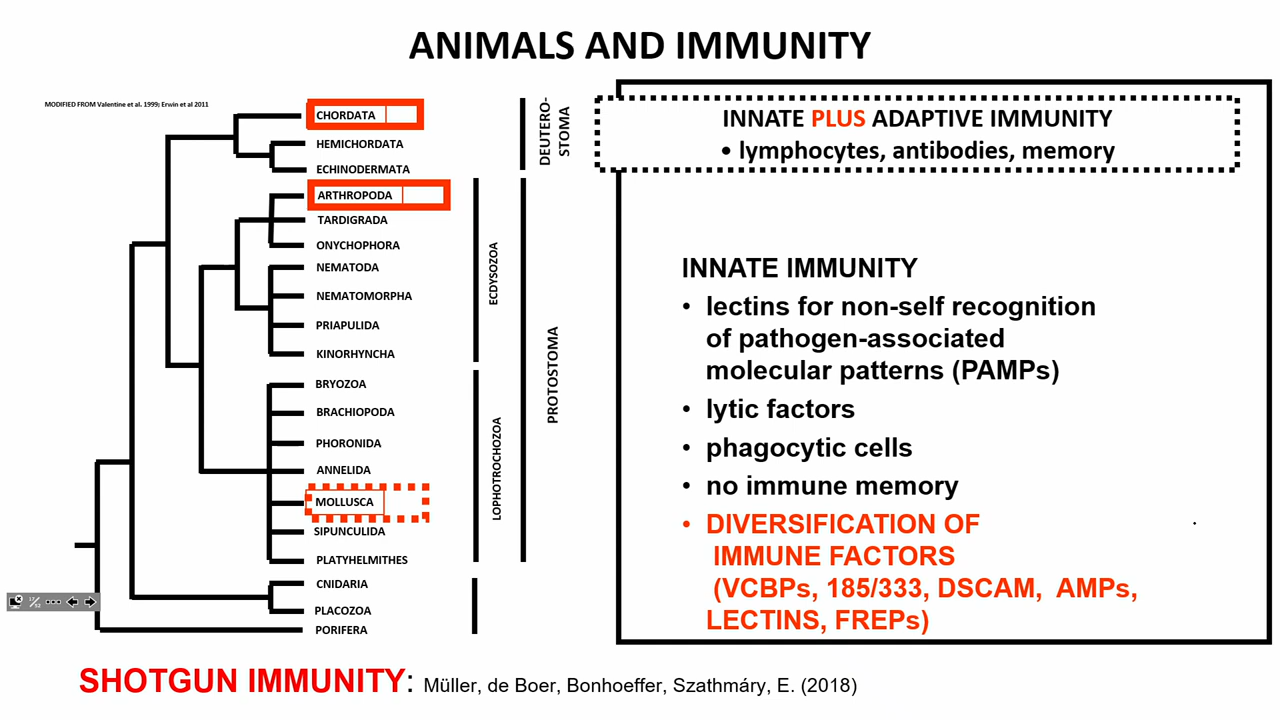 ANIMALS AND IMMUNITY
MODIFIED FROM Valentine et al. 1999; Erwin et al 2011
CHORDATA
HEMICHORDATA
ECHINODERMATA
ARTHROPODA
TARDIGRADA
ONYCHOPHORA
NEMATODA
NEMATOMORPHA
PRIAPULIDA
KINORHYNCHA
BRYOZOA
BRACHIOPODA
PHORONIDA
ANNELIDA
MOLLUSCA
SIPUNCULIDA
PLATYHELMITHES
CNIDARIA
PLACOZOA
PORIFERA
ECDYSOZOA
LOPHOTROCHOZOA
DEUTERO-
STOMA
PROTOSTOMA
INNATE PLUS ADAPTIVE IMMUNITY
• lymphocytes, antibodies, memory
INNATE IMMUNITY
• lectins for non-self recognition
of pathogen-associated
molecular patterns (PAMPs)
• lytic factors
• phagocytic cells
• no immune memory
• DIVERSIFICATION OF
IMMUNE FACTORS
(VCBPs, 185/333, DSCAM, AMPs,
LECTINS, FREPs)
SHOTGUN IMMUNITY: Müller, de Boer, Bonhoeffer, Szathmáry, E. (2018)